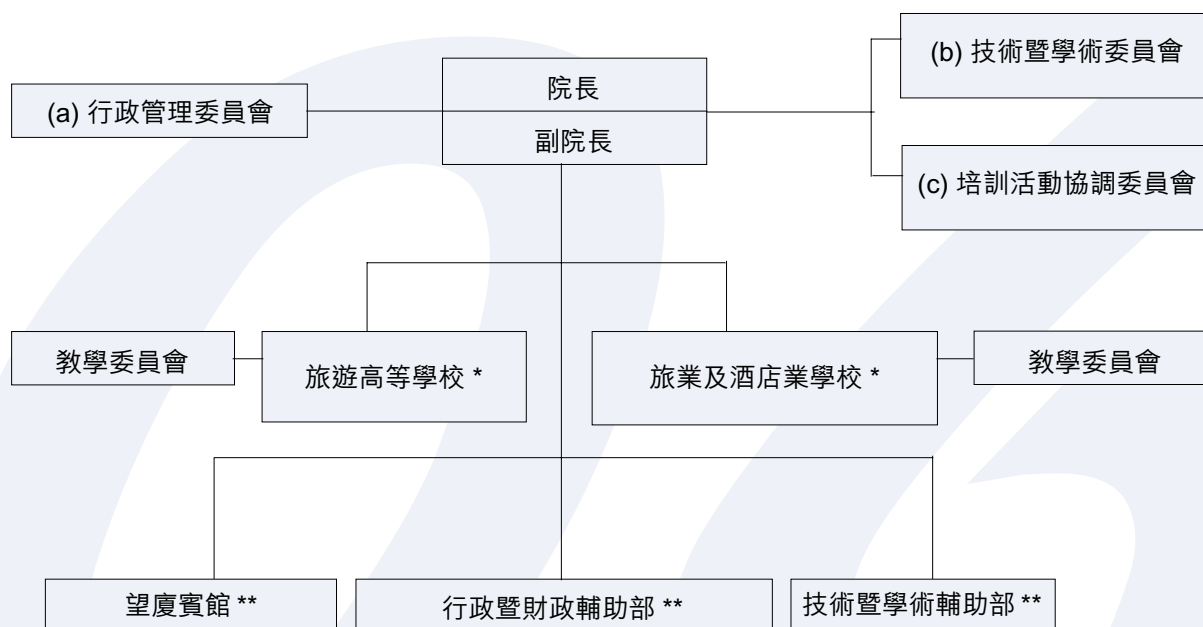 (b) 技術暨學術委員會
院長
(a) 行政管理委員會
副院長
(c) 培訓活動協調委員會
教學委員會
旅遊高等學校 *
旅業及酒店業學校 *
教學委員會
望廈賓館 **
行政暨財政輔助部 **
技術暨學術輔助部 **